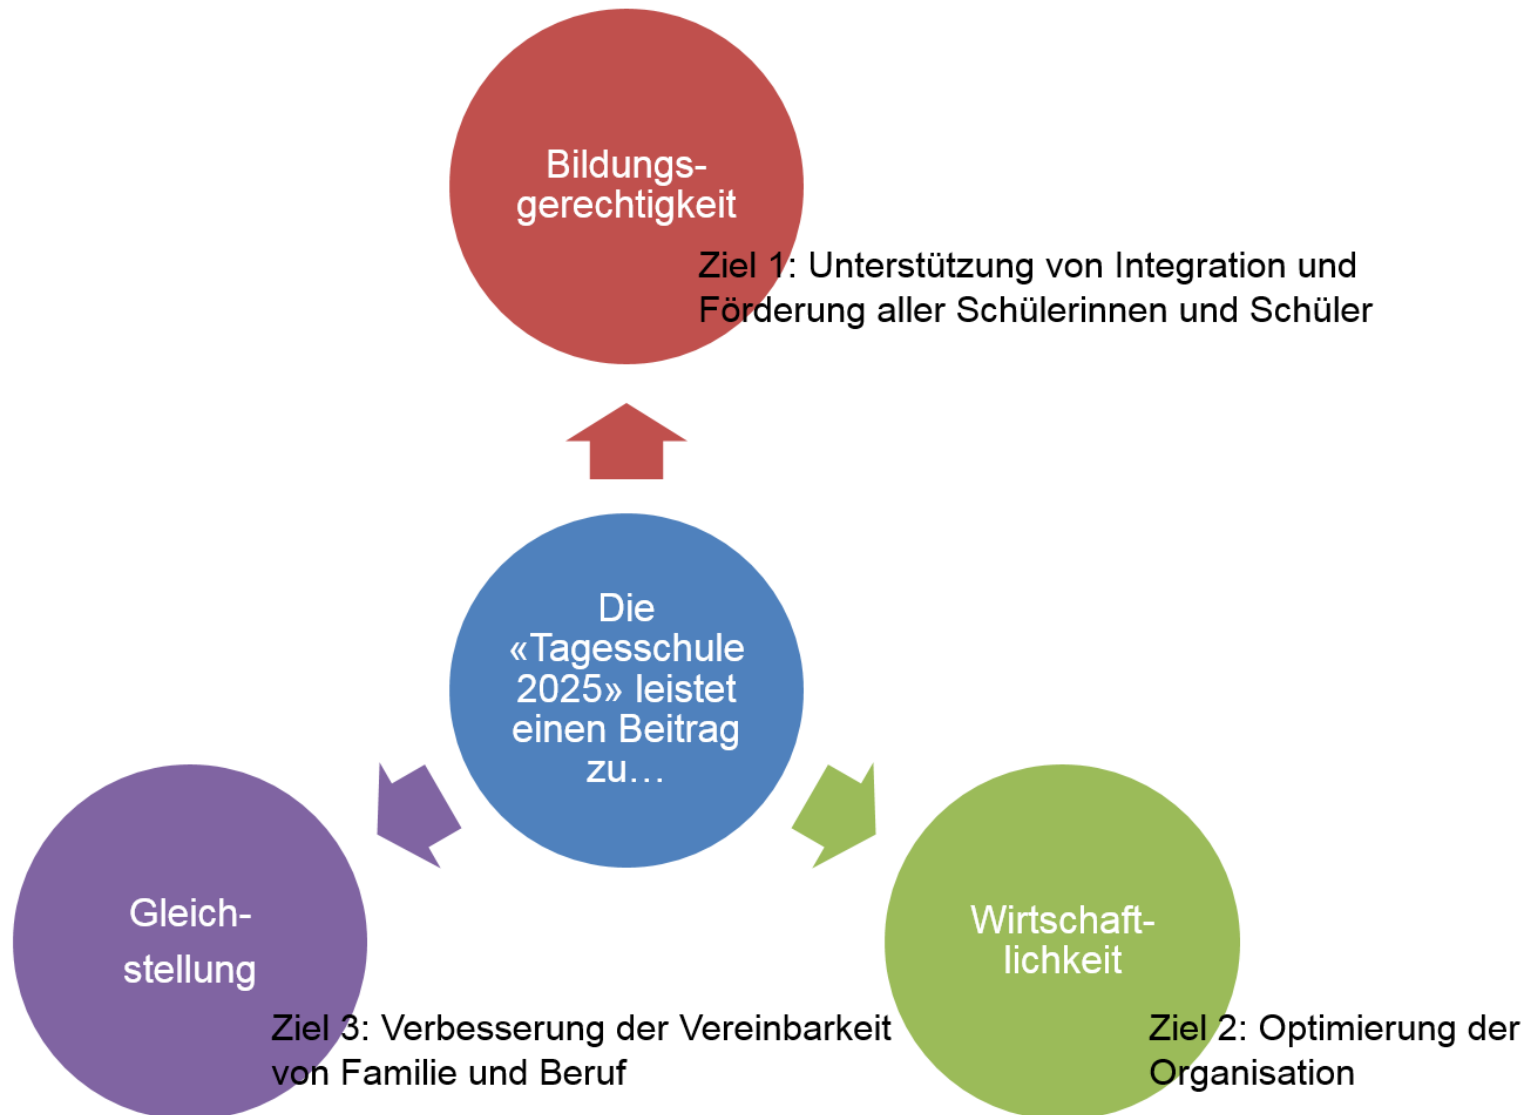 Bildungs-
gerechtigkeit
Ziel 1: Unterstützung von Integration und
Förderung aller Schülerinnen und Schüler
Die
«Tagesschule
2025» leistet
einen Beitrag
zu…
Gleich-
stellung
Ziel 3: Verbesserung der Vereinbarkeit
von Familie und Beruf
Wirtschaft-
lichkeit
Ziel 2: Optimierung der
Organisation